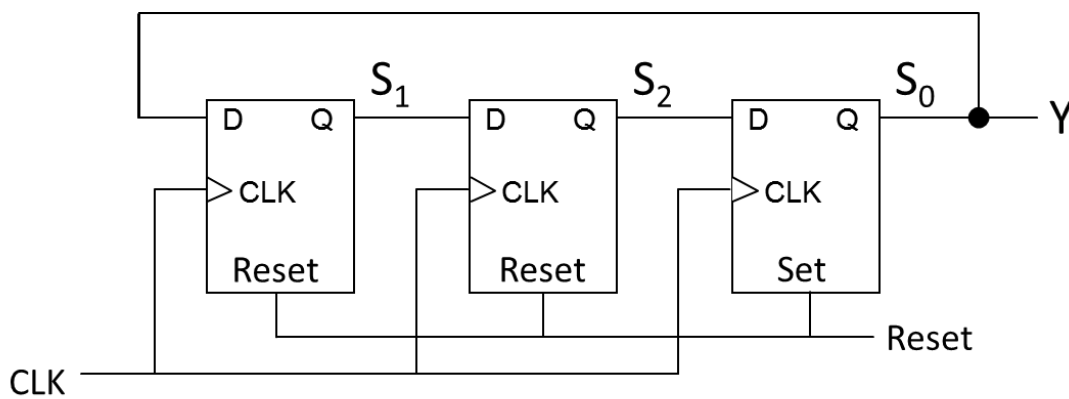 S₁ S₂ S₀
D Q D Q D Q Y
CLK CLK CLK
Reset Reset Set
Reset
CLK